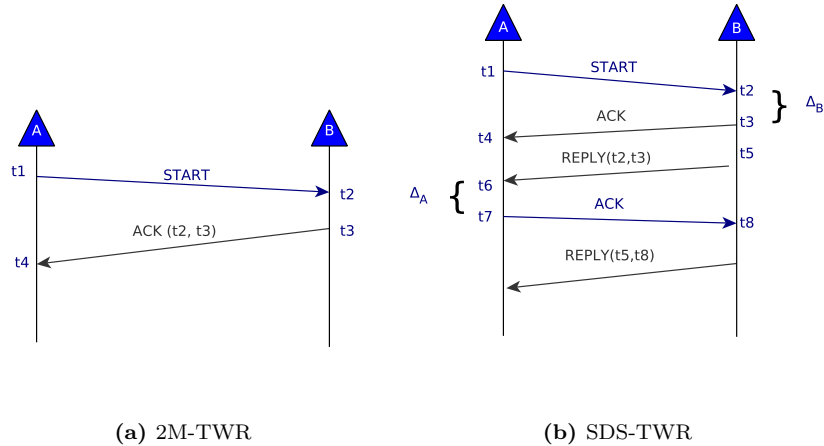 A
B
t1
START
t2
ACK (t2, t3)
t3
t4
(a) 2M-TWR
A
B
t1
START
t2
Δ_B
ACK
t3
t4
REPLY(t2,t3)
t5
t6
Δ_A
t7
ACK
t8
REPLY(t5,t8)
(b) SDS-TWR